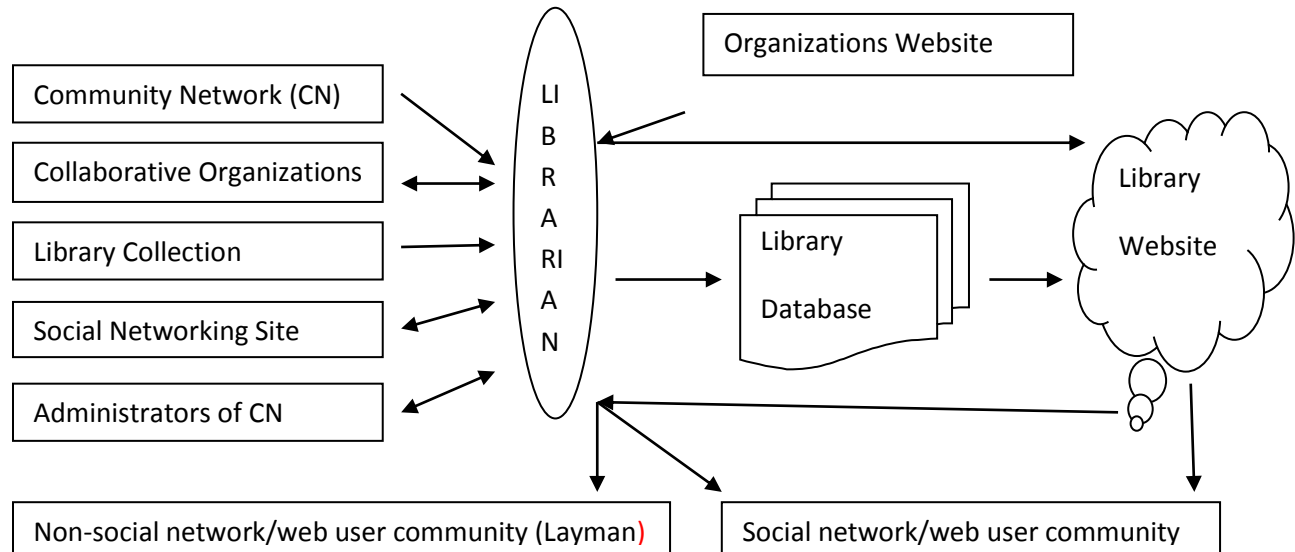 Organizations Website
Community Network (CN)
Collaborative Organizations
Library Collection
Social Networking Site
Administrators of CN
LI
B
R
A
RI
A
N
Library
Database
Library
Website
Non-social network/web user community (Layman)
Social network/web user community